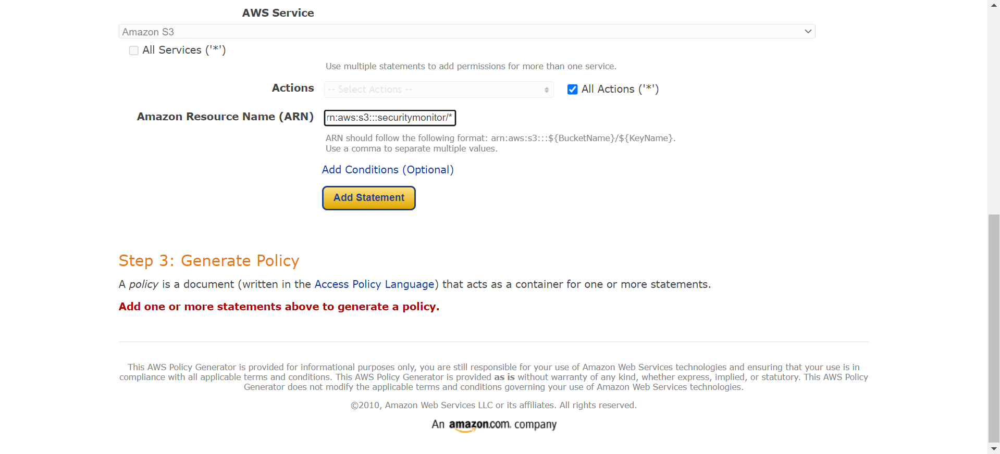 AWS Service
Amazon S3
All Services ('*')
Use multiple statements to add permissions for more than one service.
Actions
-- Select Actions --
All Actions ('*')
Amazon Resource Name (ARN)
rn:aws:s3:::securitymonitor/*
ARN should follow the following format: arn:aws:s3:::${BucketName}/${KeyName}.
Use a comma to separate multiple values.
Add Conditions (Optional)
Add Statement
Step 3: Generate Policy
A policy is a document (written in the Access Policy Language) that acts as a container for one or more statements.
Add one or more statements above to generate a policy.
This AWS Policy Generator is provided for informational purposes only, you are still responsible for your use of Amazon Web Services technologies and ensuring that your use is in
compliance with all applicable terms and conditions. This AWS Policy Generator is provided as is without warranty of any kind, whether express, implied, or statutory. This AWS Policy
Generator does not modify the applicable terms and conditions governing your use of Amazon Web Services technologies.
©2010, Amazon Web Services LLC or its affiliates. All rights reserved.
An amazon.com. company